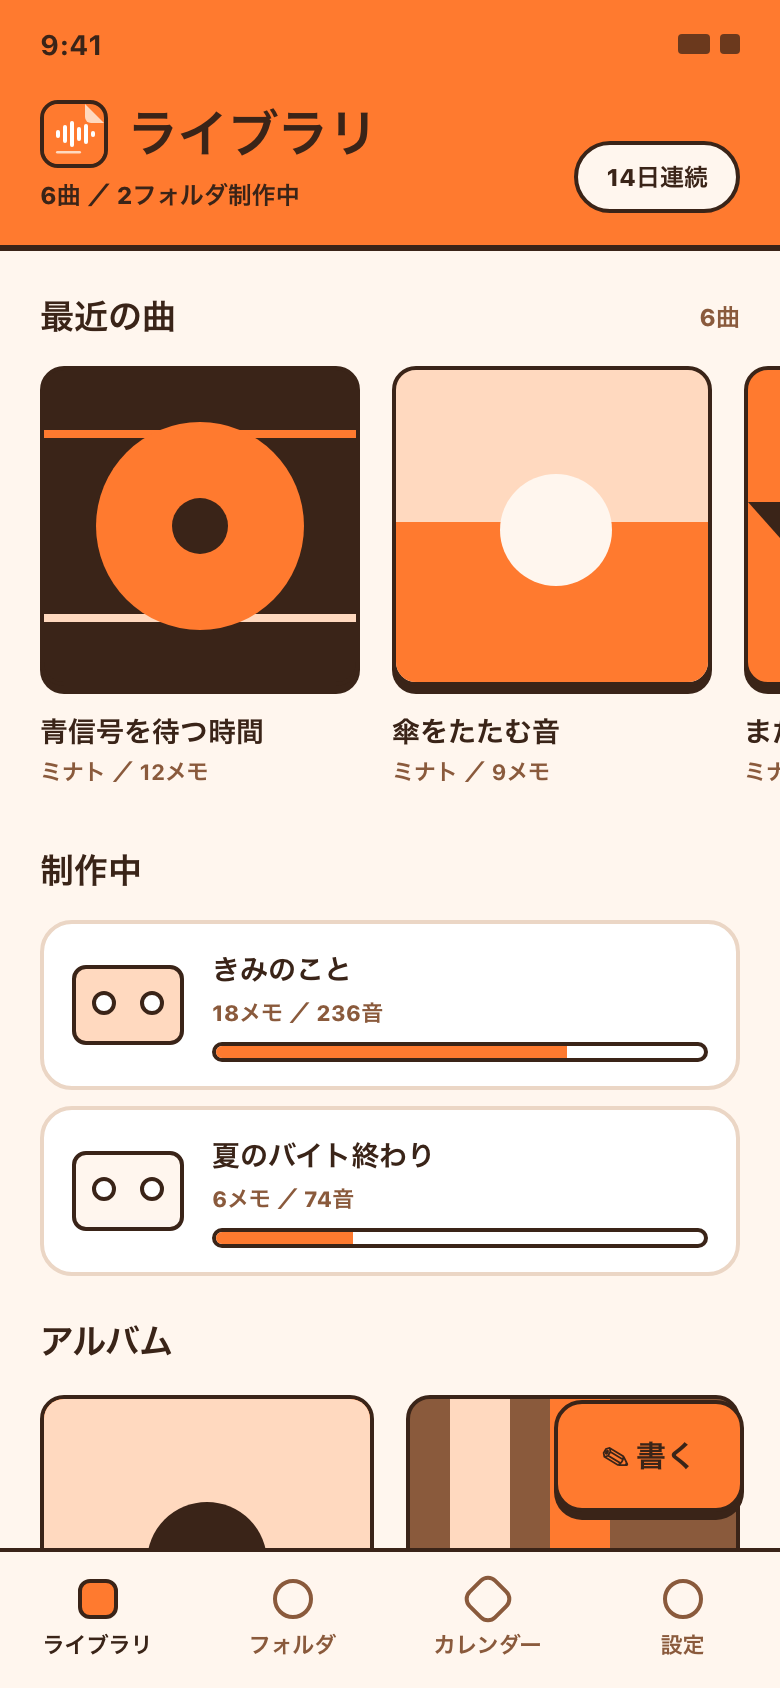 9:41
ライブラリ
6曲 ／ 2フォルダ制作中
14日連続
最近の曲
6曲
青信号を待つ時間
ミナト ／ 12メモ
傘をたたむ音
ミナト ／ 9メモ
ま
ミナ
制作中
きみのこと
18メモ ／ 236音
夏のバイト終わり
6メモ ／ 74音
アルバム
✎ 書く
ライブラリ
フォルダ
カレンダー
設定